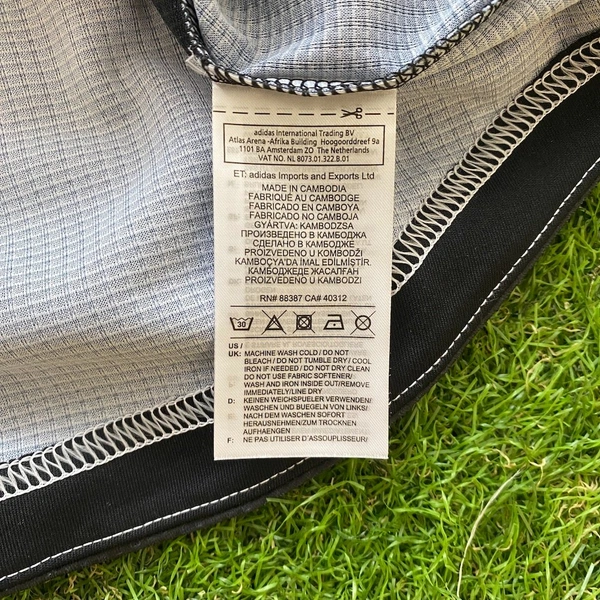 adidas International Trading BV
Atlas Arena -Afrika Building Hoogoorddreef 9a
1101 BA Amsterdam ZO The Netherlands
VAT NO. NL 8073.01.322.B.01
ET: adidas Imports and Exports Ltd
MADE IN CAMBODIA
FABRIQUÉ AU CAMBODGE
FABRICADO EN CAMBOYA
FABRICADO NO CAMBOJA
GYÁRTVA: KAMBODZSA
ПРОИЗВЕДЕНО В КАМБОДЖА
СДЕЛАНО В КАМБОДЖЕ
PROIZVEDENO U KOMBODŽI
KAMBOÇYA'DA İMAL EDİLMİŞTİR.
КАМБОДЖЕДЕ ЖАСАЛҒАН
PROIZVEDENO U KAMBODZI
RN# 88387 CA# 40312
30
US /
UK: MACHINE WASH COLD / DO NOT
BLEACH / DO NOT TUMBLE DRY / COOL
IRON IF NEEDED / DO NOT DRY CLEAN
DO NOT USE FABRIC SOFTENER/
WASH AND IRON INSIDE OUT/REMOVE
IMMEDIATELY/LINE DRY
D: KEINEN WEICHSPUELER VERWENDEN/
WASCHEN UND BUEGELN VON LINKS/
NACH DEM WASCHEN SOFORT
HERAUSNEHMEN/ZUM TROCKNEN
AUFHAENGEN
F: NE PAS UTILISER D'ASSOUPLISSEUR/